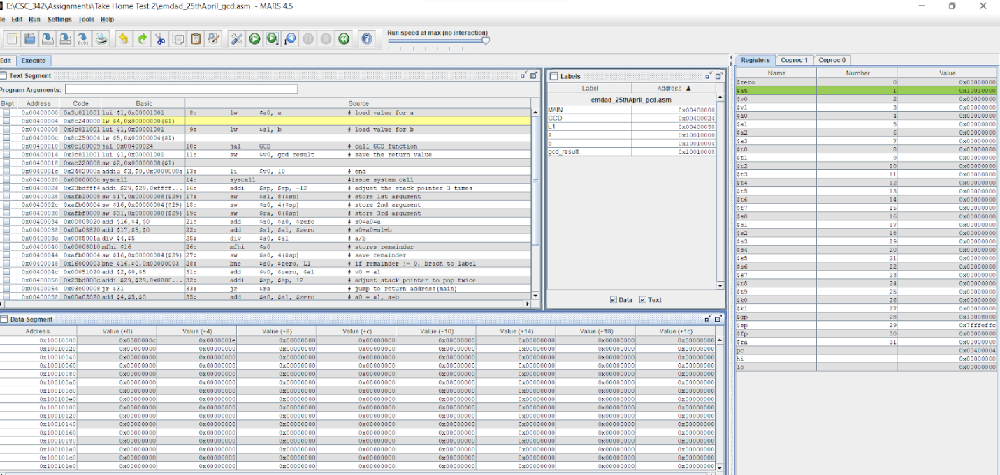 E:\CSC_342\Assignments\Take Home Test 2\emdad_25thApril_gcd.asm - MARS 4.5
le Edit Run Settings Tools Help
Run speed at max (no interaction)
Edit Execute
Text Segment
Program Arguments:
Bkpt Address Code Basic Source
0x00400000 0x3c011001 lui $1,0x00001001 8: lw $a0, a # load value for a
0x00400004 0x8c240000 lw $4,0x00000000($1)
0x00400008 0x3c011001 lui $1,0x00001001 9: lw $a1, b # load value for b
0x0040000c 0x8c250004 lw $5,0x00000004($1)
0x00400010 0x0c100009 jal 0x00400024 10: jal GCD # call GCD function
0x00400014 0x3c011001 lui $1,0x00001001 11: sw $v0, gcd_result # save the return value
0x00400018 0xac220008 sw $2,0x00000008($1)
0x0040001c 0x2402000a addiu $2,$0,0x0000000a 13: li $v0, 10 # end
0x00400020 0x0000000c syscall 14: syscall #issue system call
0x00400024 0x23bdfff4 addi $29,$29,0xffff... 16: addi $sp, $sp, -12 # adjust the stack pointer 3 times
0x00400028 0xafb10008 sw $17,0x00000008($29) 17: sw $s1, 8($sp) # store 1st argument
0x0040002c 0xafb00004 sw $16,0x00000004($29) 18: sw $s0, 4($sp) # store 2nd argument
0x00400030 0xafbf0000 sw $31,0x00000000($29) 19: sw $ra, 0($sp) # store 3rd argument
0x00400034 0x00808020 add $16,$4,$0 21: add $s0, $a0, $zero # s0=a0=a
0x00400038 0x00a08820 add $17,$5,$0 22: add $s1, $a1, $zero # s0=a0=s1=b
0x0040003c 0x0085001a div $4,$5 25: div $a0, $a1 # a/b
0x00400040 0x00008010 mfhi $16 26: mfhi $s0 # stores remainder
0x00400044 0xafb00004 sw $16,0x00000004($29) 27: sw $s0, 4($sp) # save remainder
0x00400048 0x16000003 bne $16,$0,0x00000003 28: bne $s0, $zero, L1 # if remainder != 0, brach to label
0x0040004c 0x00051020 add $2,$0,$5 31: add $v0, $zero, $a1 # v0 = a1
0x00400050 0x23bd000c addi $29,$29,0x0000... 32: addi $sp, $sp, 12 # adjust stack pointer to pop twice
0x00400054 0x03e00008 jr $31 33: jr $ra # jump to return address(main)
0x00400058 0x00a02020 add $4,$5,$0 35: add $a0, $a1, $zero # a0 = a1, a=b
Labels
Label Address ▲
emdad_25thApril_gcd.asm
MAIN 0x00400000
GCD 0x00400024
L1 0x00400058
a 0x10010000
b 0x10010004
gcd_result 0x10010008
Data Text
Data Segment
Address Value (+0) Value (+4) Value (+8) Value (+c) Value (+10) Value (+14) Value (+18) Value (+1c)
0x10010000 0x0000000c 0x0000001e 0x00000000 0x00000000 0x00000000 0x00000000 0x00000000 0x00000000
0x10010020 0x00000000 0x00000000 0x00000000 0x00000000 0x00000000 0x00000000 0x00000000 0x00000000
0x10010040 0x00000000 0x00000000 0x00000000 0x00000000 0x00000000 0x00000000 0x00000000 0x00000000
0x10010060 0x00000000 0x00000000 0x00000000 0x00000000 0x00000000 0x00000000 0x00000000 0x00000000
0x10010080 0x00000000 0x00000000 0x00000000 0x00000000 0x00000000 0x00000000 0x00000000 0x00000000
0x100100a0 0x00000000 0x00000000 0x00000000 0x00000000 0x00000000 0x00000000 0x00000000 0x00000000
0x100100c0 0x00000000 0x00000000 0x00000000 0x00000000 0x00000000 0x00000000 0x00000000 0x00000000
0x100100e0 0x00000000 0x00000000 0x00000000 0x00000000 0x00000000 0x00000000 0x00000000 0x00000000
0x10010100 0x00000000 0x00000000 0x00000000 0x00000000 0x00000000 0x00000000 0x00000000 0x00000000
0x10010120 0x00000000 0x00000000 0x00000000 0x00000000 0x00000000 0x00000000 0x00000000 0x00000000
0x10010140 0x00000000 0x00000000 0x00000000 0x00000000 0x00000000 0x00000000 0x00000000 0x00000000
0x10010160 0x00000000 0x00000000 0x00000000 0x00000000 0x00000000 0x00000000 0x00000000 0x00000000
0x10010180 0x00000000 0x00000000 0x00000000 0x00000000 0x00000000 0x00000000 0x00000000 0x00000000
0x100101a0 0x00000000 0x00000000 0x00000000 0x00000000 0x00000000 0x00000000 0x00000000 0x00000000
0x100101c0 0x00000000 0x00000000 0x00000000 0x00000000 0x00000000 0x00000000 0x00000000 0x00000000
0x100101e0 0x00000000 0x00000000 0x00000000 0x00000000 0x00000000 0x00000000 0x00000000 0x00000000
Registers Coproc 1 Coproc 0
Name Number Value
$zero 0 0x00000000
$at 1 0x10010000
$v0 2 0x00000000
$v1 3 0x00000000
$a0 4 0x00000000
$a1 5 0x00000000
$a2 6 0x00000000
$a3 7 0x00000000
$t0 8 0x00000000
$t1 9 0x00000000
$t2 10 0x00000000
$t3 11 0x00000000
$t4 12 0x00000000
$t5 13 0x00000000
$t6 14 0x00000000
$t7 15 0x00000000
$s0 16 0x00000000
$s1 17 0x00000000
$s2 18 0x00000000
$s3 19 0x00000000
$s4 20 0x00000000
$s5 21 0x00000000
$s6 22 0x00000000
$s7 23 0x00000000
$t8 24 0x00000000
$t9 25 0x00000000
$k0 26 0x00000000
$k1 27 0x00000000
$gp 28 0x10008000
$sp 29 0x7fffeffc
$fp 30 0x00000000
$ra 31 0x00000000
pc 0x00400004
hi 0x00000000
lo 0x00000000